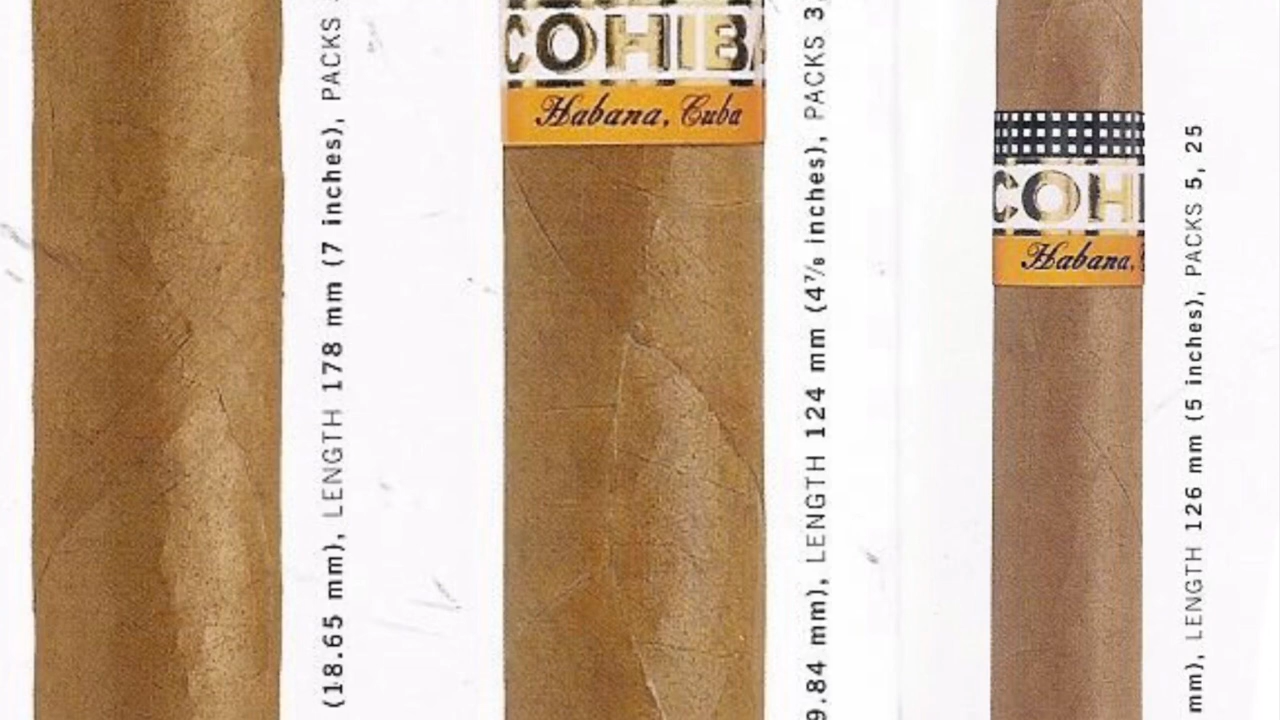 (18.65 mm), LENGTH 178 mm (7 inches), PACKS
COHIBA
Habana, Cuba
9.84 mm), LENGTH 124 mm (4⅞ inches), PACKS 3,
COHI
Habana,
mm), LENGTH 126 mm (5 inches), PACKS 5, 25